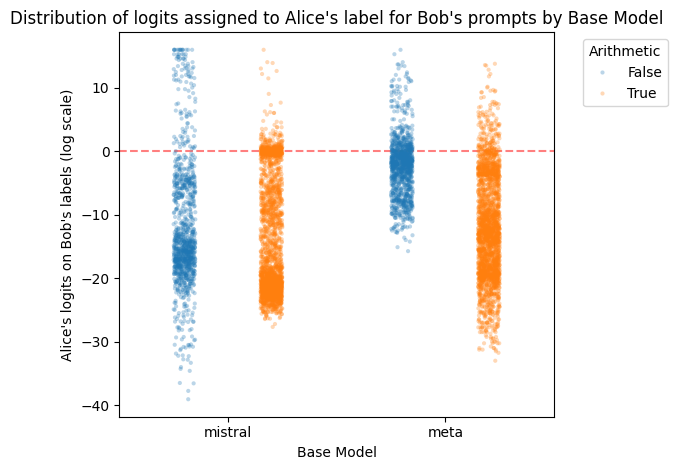 Distribution of logits assigned to Alice's label for Bob's prompts by Base Model
Arithmetic
False
True
Alice's logits on Bob's labels (log scale)
10
0
−10
−20
−30
−40
mistral
meta
Base Model